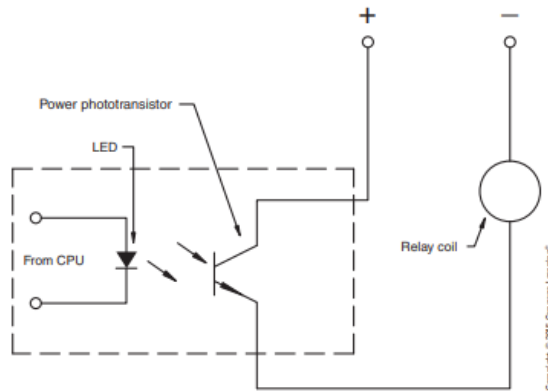 + −
Power phototransistor
LED
From CPU
Relay coil